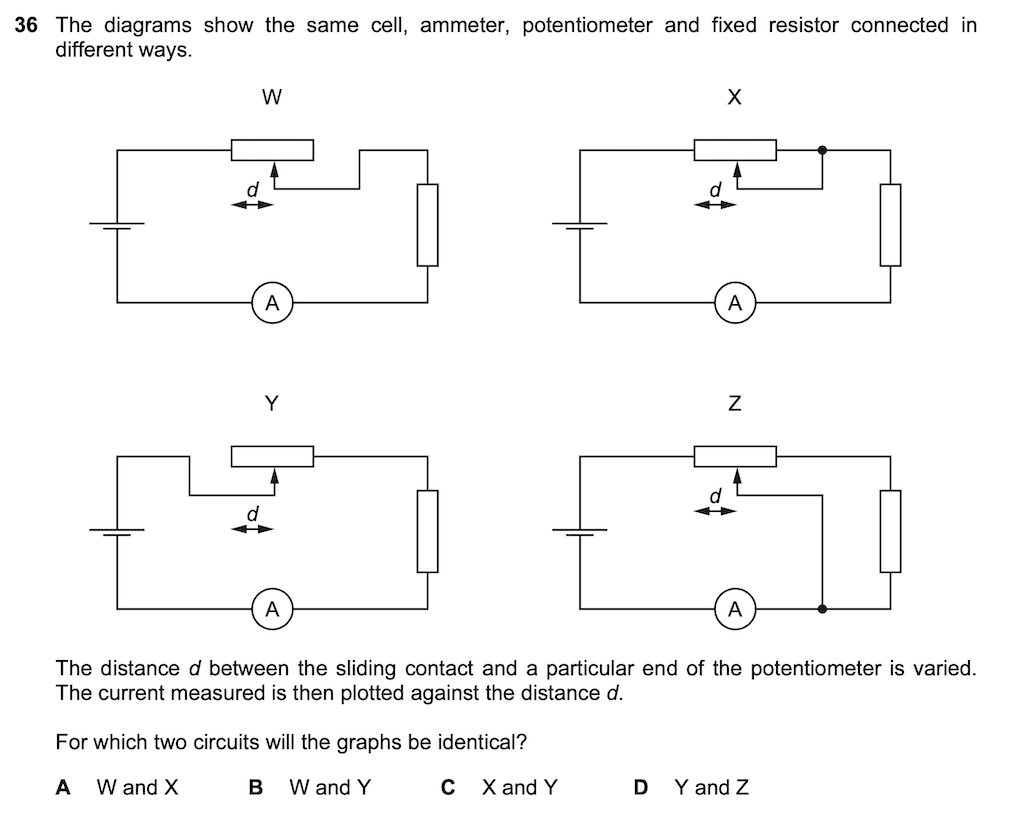 36 The diagrams show the same cell, ammeter, potentiometer and fixed resistor connected in
different ways.
W
X
d
d
A
A
Y
Z
d
d
A
A
The distance d between the sliding contact and a particular end of the potentiometer is varied.
The current measured is then plotted against the distance d.
For which two circuits will the graphs be identical?
A W and X B W and Y C X and Y D Y and Z